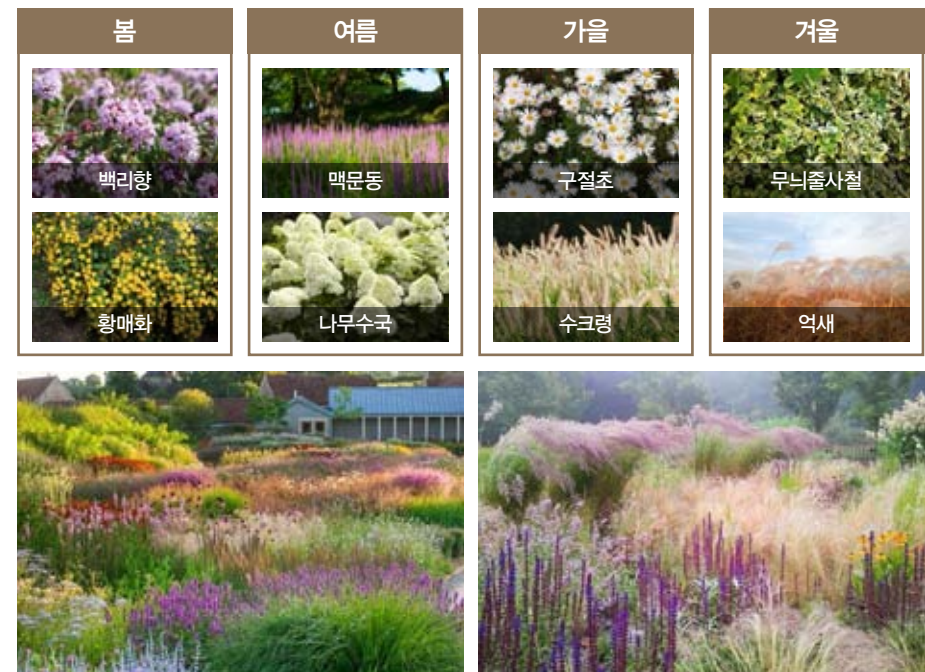 봄
여름
가을
겨울
백리향
맥문동
구절초
무늬줄사철
황매화
나무수국
수크령
억새